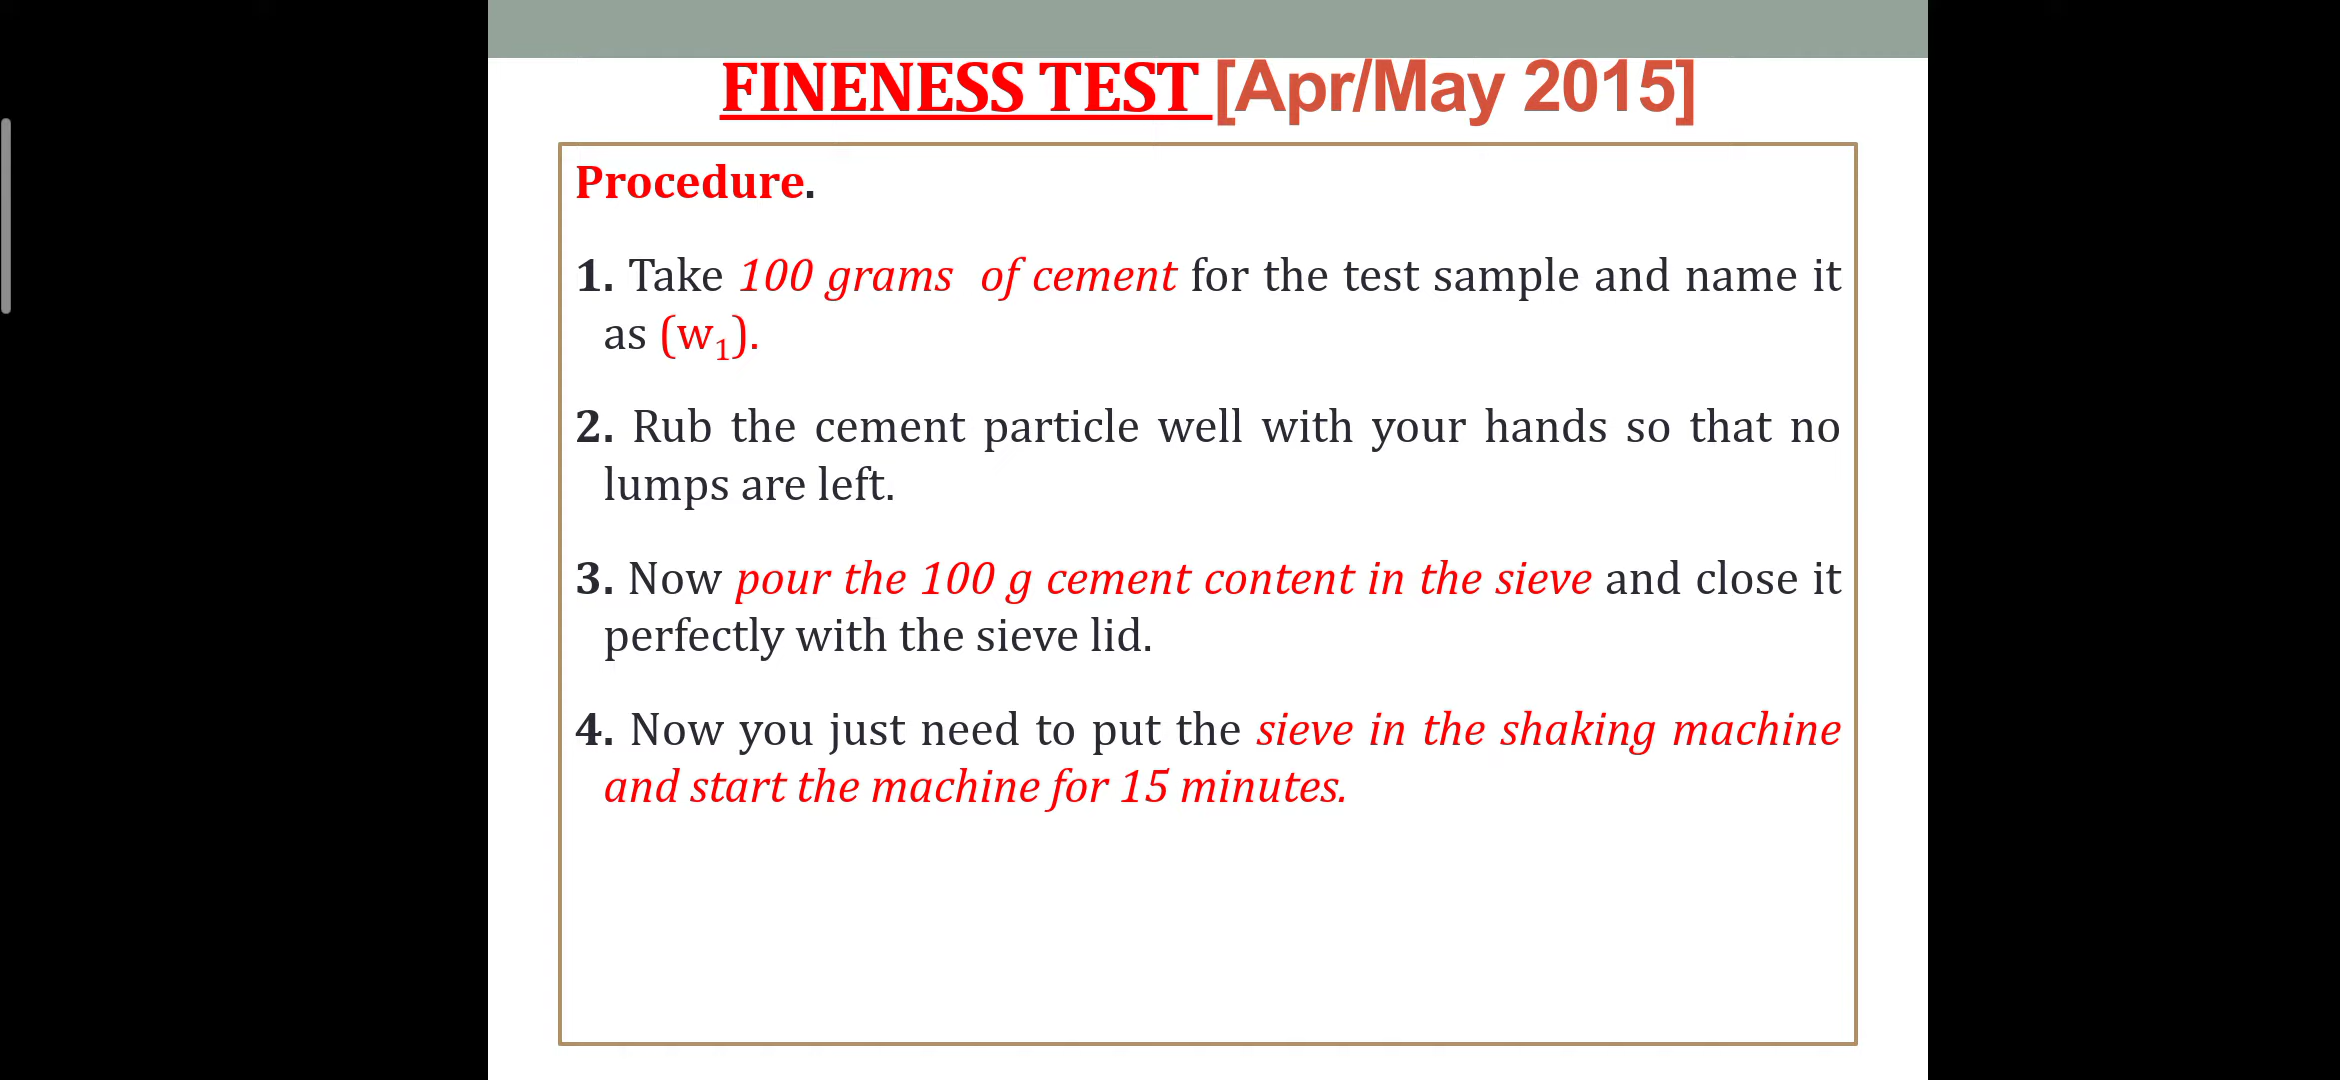 FINENESS TEST [Apr/May 2015]
Procedure.
1. Take 100 grams of cement for the test sample and name it
as (w₁).
2. Rub the cement particle well with your hands so that no
lumps are left.
3. Now pour the 100 g cement content in the sieve and close it
perfectly with the sieve lid.
4. Now you just need to put the sieve in the shaking machine
and start the machine for 15 minutes.